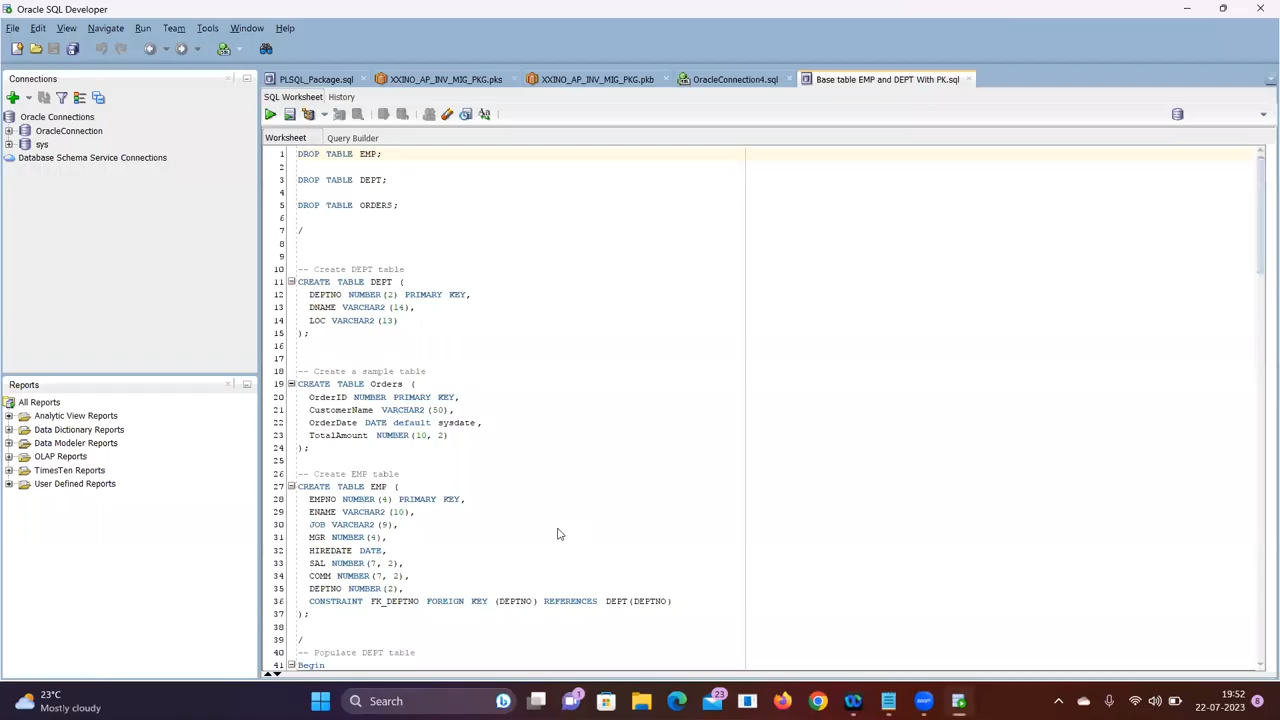 Oracle SQL Developer
File Edit View Navigate Run Team Tools Window Help
Connections
PLSQL_Package.sql
XXINO_AP_INV_MIG_PKG.pks
XXINO_AP_INV_MIG_PKG.pkb
OracleConnection4.sql
Base table EMP and DEPT With PK.sql
SQL Worksheet History
Oracle Connections
OracleConnection
sys
Database Schema Service Connections
Worksheet Query Builder
1 DROP TABLE EMP;
2
3 DROP TABLE DEPT;
4
5 DROP TABLE ORDERS;
6
7 /
8
9
10 -- Create DEPT table
11 CREATE TABLE DEPT (
12 DEPTNO NUMBER(2) PRIMARY KEY,
13 DNAME VARCHAR2(14),
14 LOC VARCHAR2(13)
15 );
16
17
18 -- Create a sample table
19 CREATE TABLE Orders (
20 OrderID NUMBER PRIMARY KEY,
21 CustomerName VARCHAR2(50),
22 OrderDate DATE default sysdate,
23 TotalAmount NUMBER(10, 2)
24 );
25
26 -- Create EMP table
27 CREATE TABLE EMP (
28 EMPNO NUMBER(4) PRIMARY KEY,
29 ENAME VARCHAR2(10),
30 JOB VARCHAR2(9),
31 MGR NUMBER(4),
32 HIREDATE DATE,
33 SAL NUMBER(7, 2),
34 COMM NUMBER(7, 2),
35 DEPTNO NUMBER(2),
36 CONSTRAINT FK_DEPTNO FOREIGN KEY (DEPTNO) REFERENCES DEPT(DEPTNO)
37 );
38
39 /
40 -- Populate DEPT table
41 Begin
Reports
All Reports
Analytic View Reports
Data Dictionary Reports
Data Modeler Reports
OLAP Reports
TimesTen Reports
User Defined Reports
23°C
Mostly cloudy
Search
1
23
19:52
22-07-2023
8